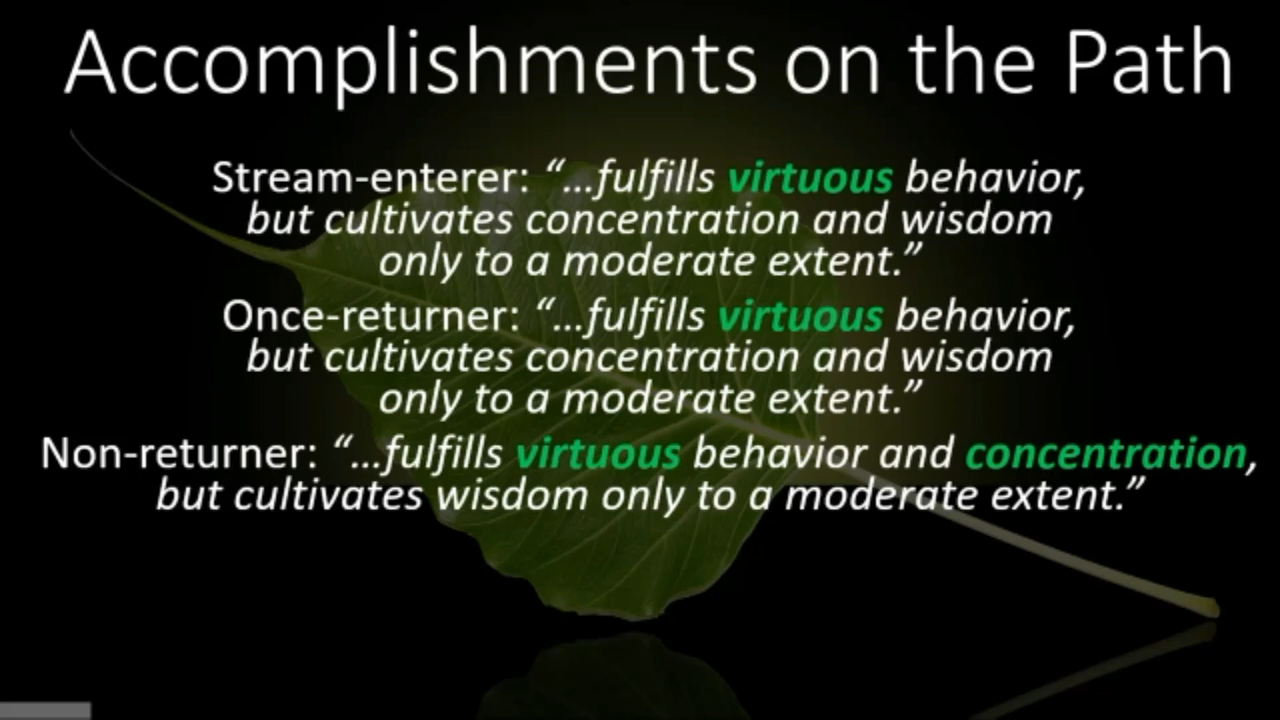 Accomplishments on the Path
Stream-enterer: “…fulfills virtuous behavior,
but cultivates concentration and wisdom
only to a moderate extent.”
Once-returner: “…fulfills virtuous behavior,
but cultivates concentration and wisdom
only to a moderate extent.”
Non-returner: “…fulfills virtuous behavior and concentration,
but cultivates wisdom only to a moderate extent.”